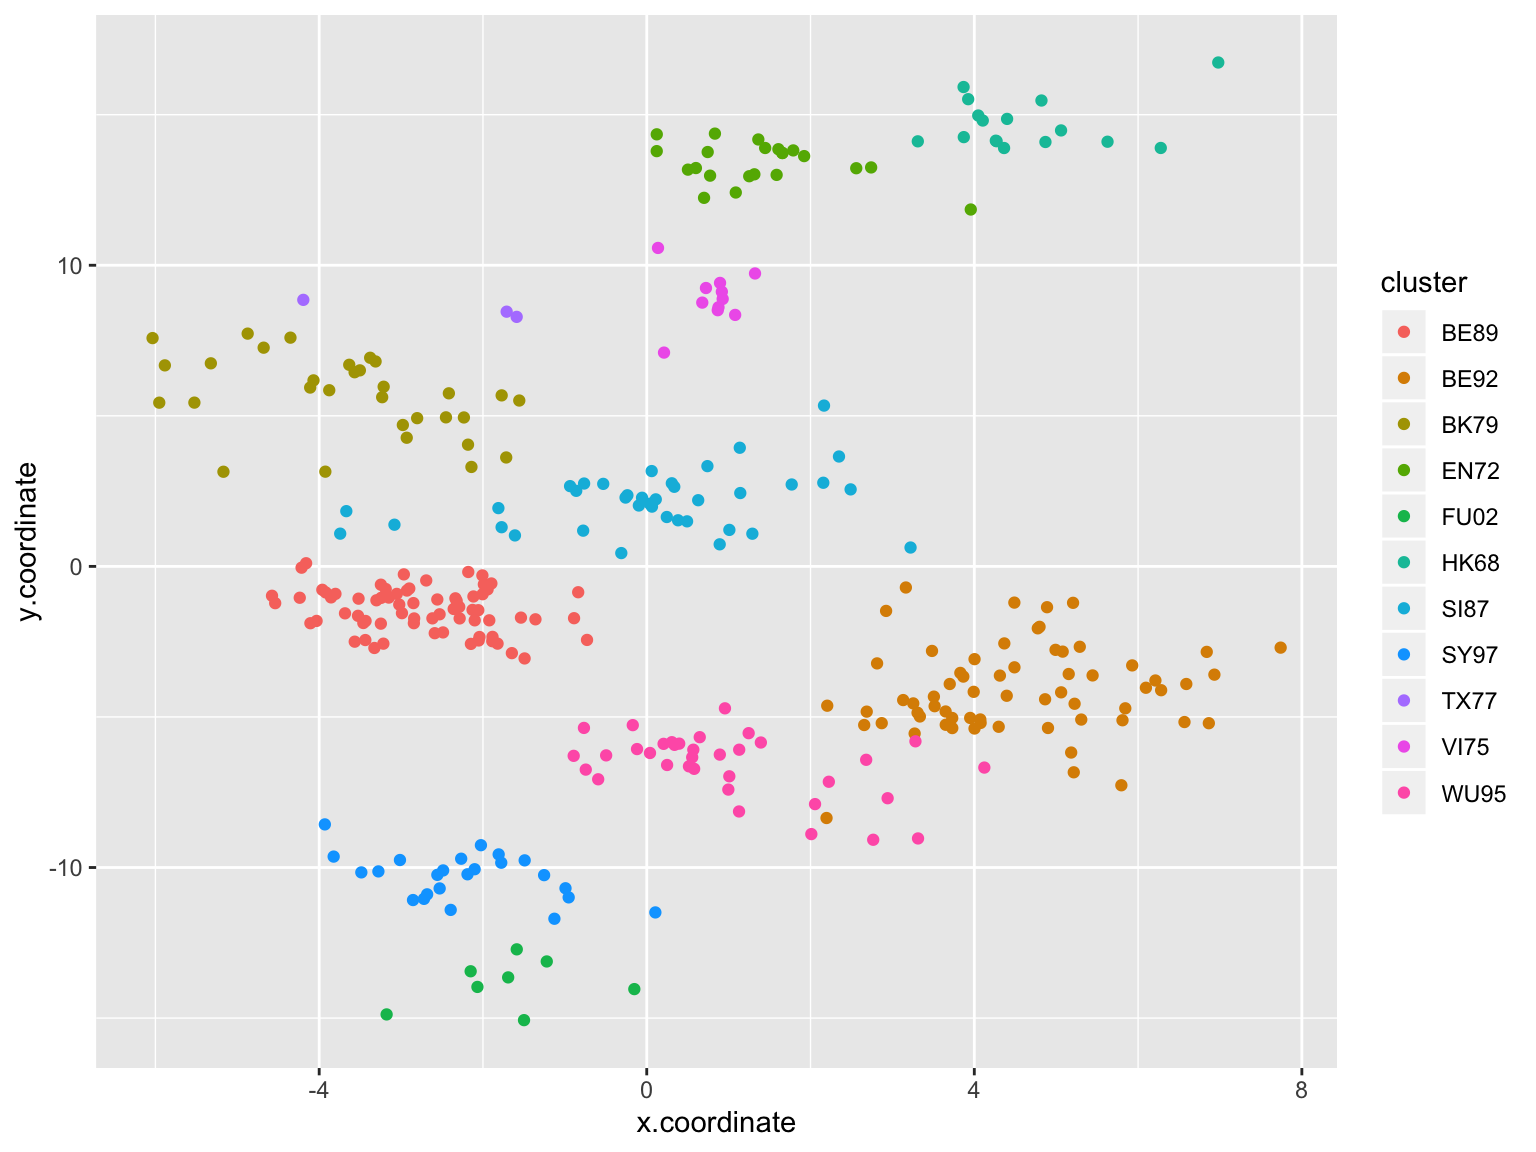 10
0
-10
y.coordinate
-4
0
4
8
x.coordinate
cluster
BE89
BE92
BK79
EN72
FU02
HK68
SI87
SY97
TX77
VI75
WU95